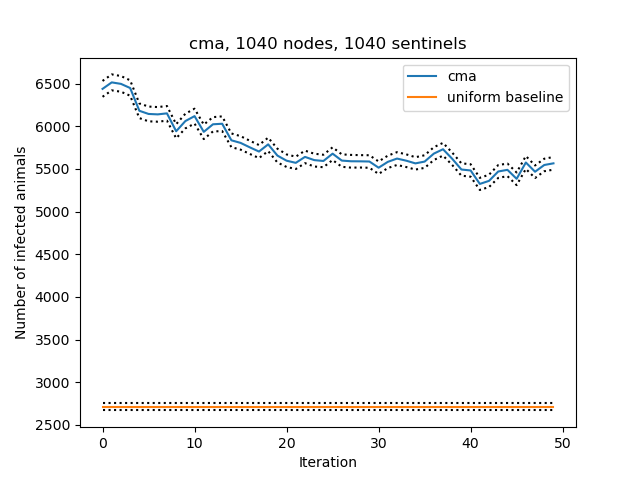 cma, 1040 nodes, 1040 sentinels
cma
uniform baseline
Number of infected animals
6500
6000
5500
5000
4500
4000
3500
3000
2500
0 10 20 30 40 50
Iteration